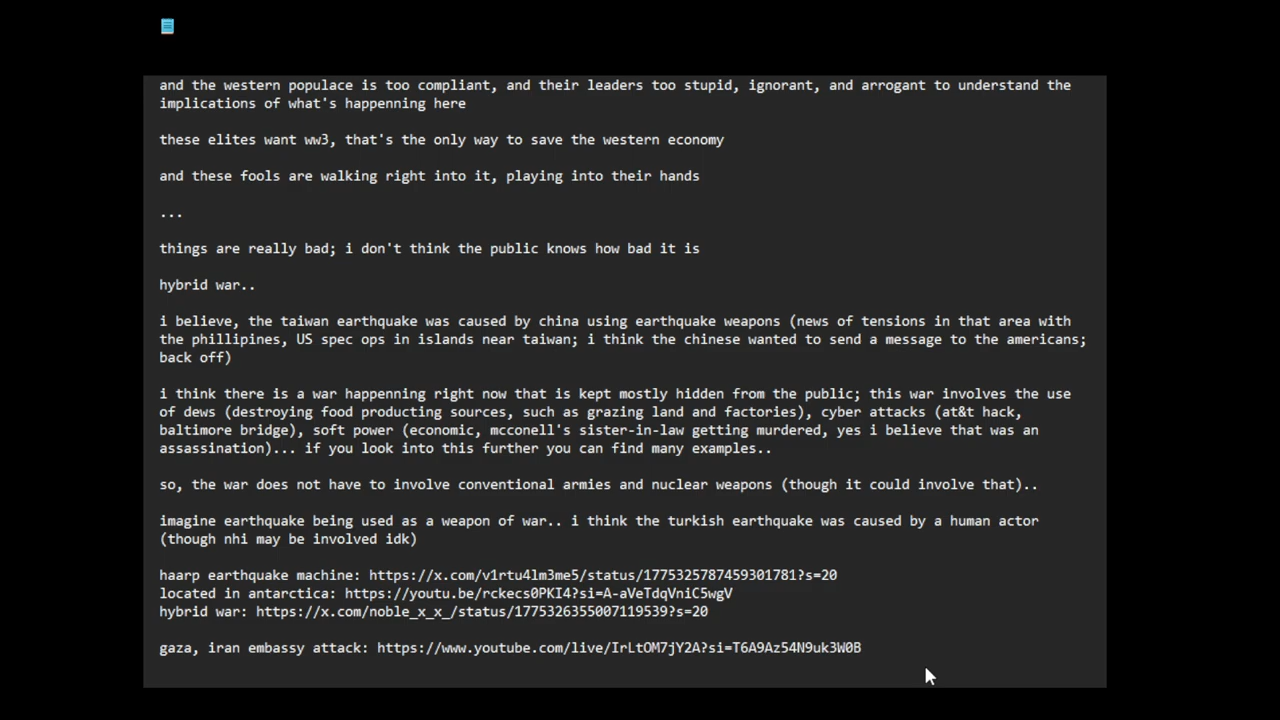 and the western populace is too compliant, and their leaders too stupid, ignorant, and arrogant to understand the
implications of what's happenning here
these elites want ww3, that's the only way to save the western economy
and these fools are walking right into it, playing into their hands
...
things are really bad; i don't think the public knows how bad it is
hybrid war..
i believe, the taiwan earthquake was caused by china using earthquake weapons (news of tensions in that area with
the phillipines, US spec ops in islands near taiwan; i think the chinese wanted to send a message to the americans;
back off)
i think there is a war happenning right now that is kept mostly hidden from the public; this war involves the use
of dews (destroying food producting sources, such as grazing land and factories), cyber attacks (at&t hack,
baltimore bridge), soft power (economic, mcconell's sister-in-law getting murdered, yes i believe that was an
assassination)... if you look into this further you can find many examples..
so, the war does not have to involve conventional armies and nuclear weapons (though it could involve that)..
imagine earthquake being used as a weapon of war.. i think the turkish earthquake was caused by a human actor
(though nhi may be involved idk)
haarp earthquake machine: https://x.com/v1rtu4lm3me5/status/1775325787459301781?s=20
located in antarctica: https://youtu.be/rckecs0PKI4?si=A-aVeTdqVniC5wgV
hybrid war: https://x.com/noble_x_x_/status/1775326355007119539?s=20
gaza, iran embassy attack: https://www.youtube.com/live/IrLtOM7jY2A?si=T6A9Az54N9uk3W0B